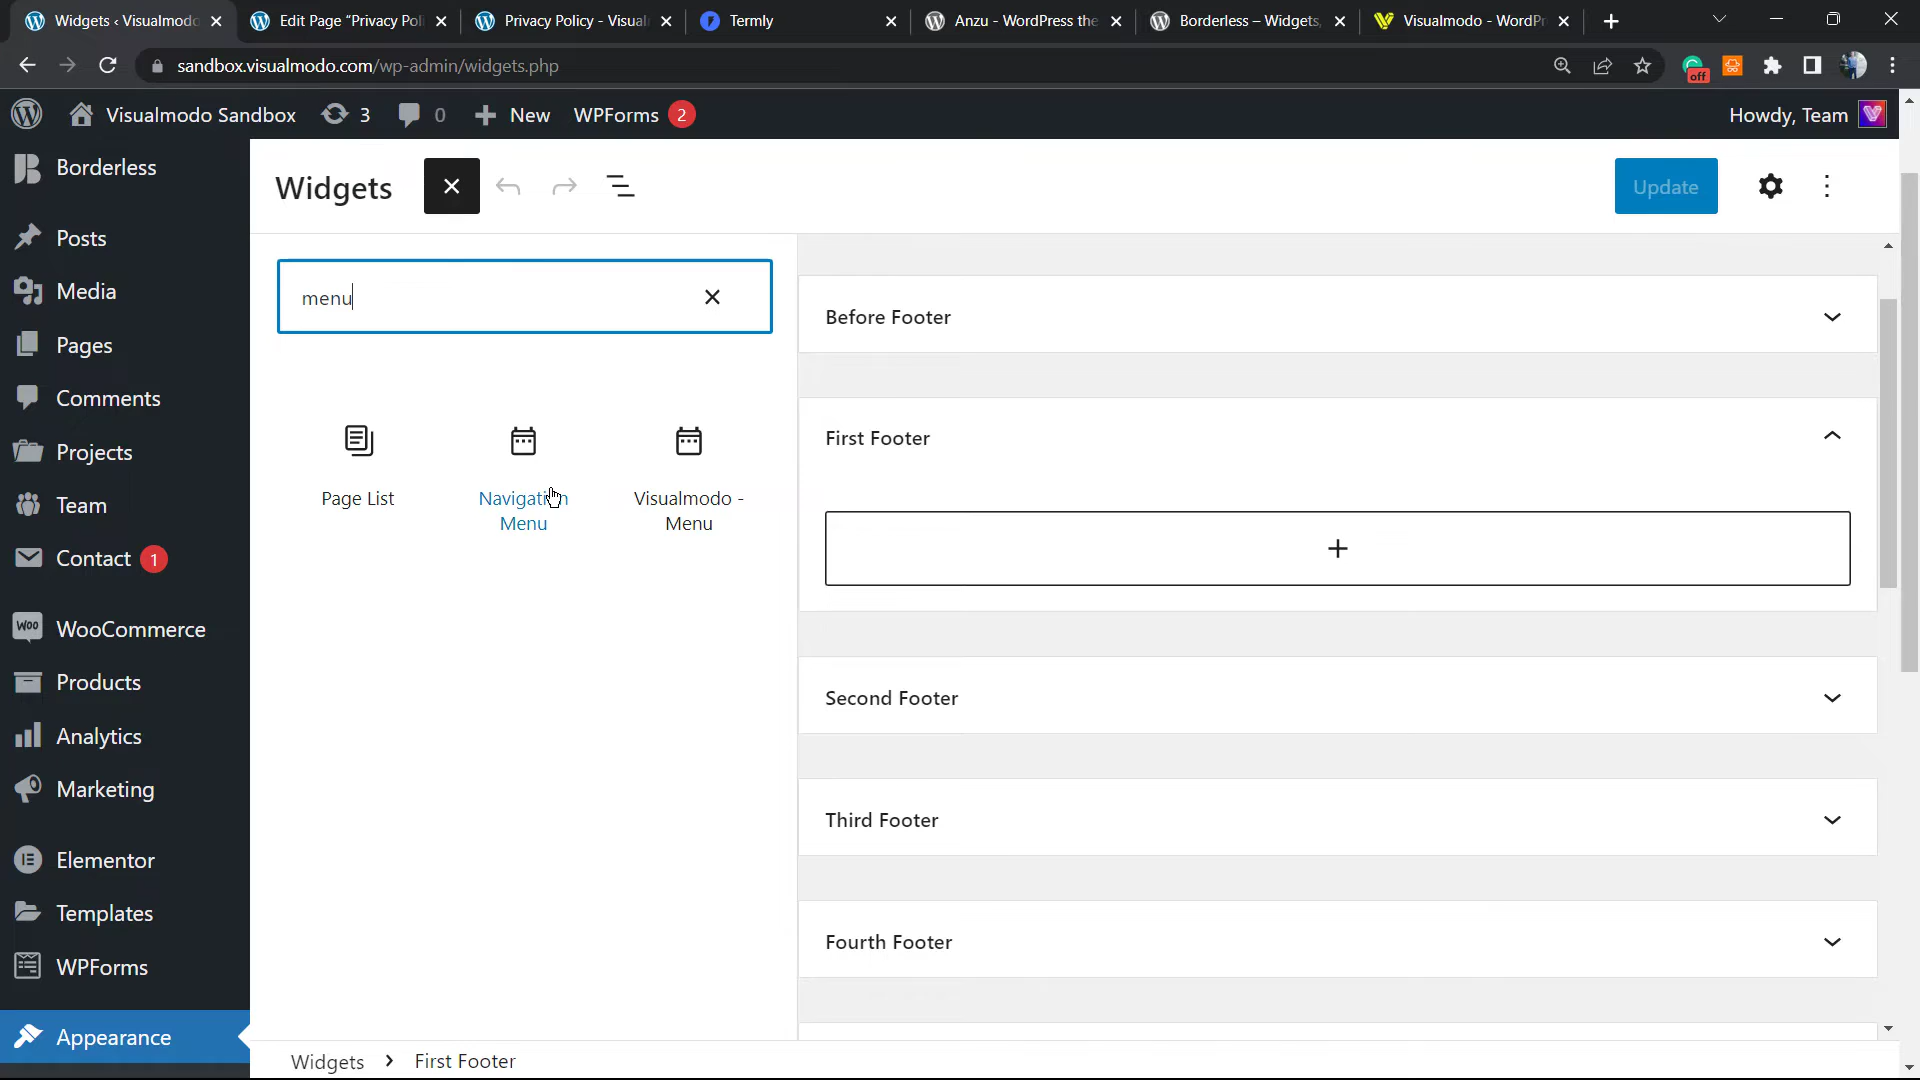 Widgets ‹ Visualmodo
Edit Page “Privacy Poli
Privacy Policy - Visual
Termly
Anzu - WordPress the
Borderless – Widgets,
Visualmodo - WordPr
sandbox.visualmodo.com/wp-admin/widgets.php
off
Visualmodo Sandbox
3
0
New
WPForms 2
Howdy, Team
Borderless
Posts
Media
Pages
Comments
Projects
Team
Contact 1
WooCommerce
Products
Analytics
Marketing
Elementor
Templates
WPForms
Appearance
Widgets
Update
menu
Page List
Navigation
Menu
Visualmodo -
Menu
Before Footer
First Footer
Second Footer
Third Footer
Fourth Footer
Widgets › First Footer